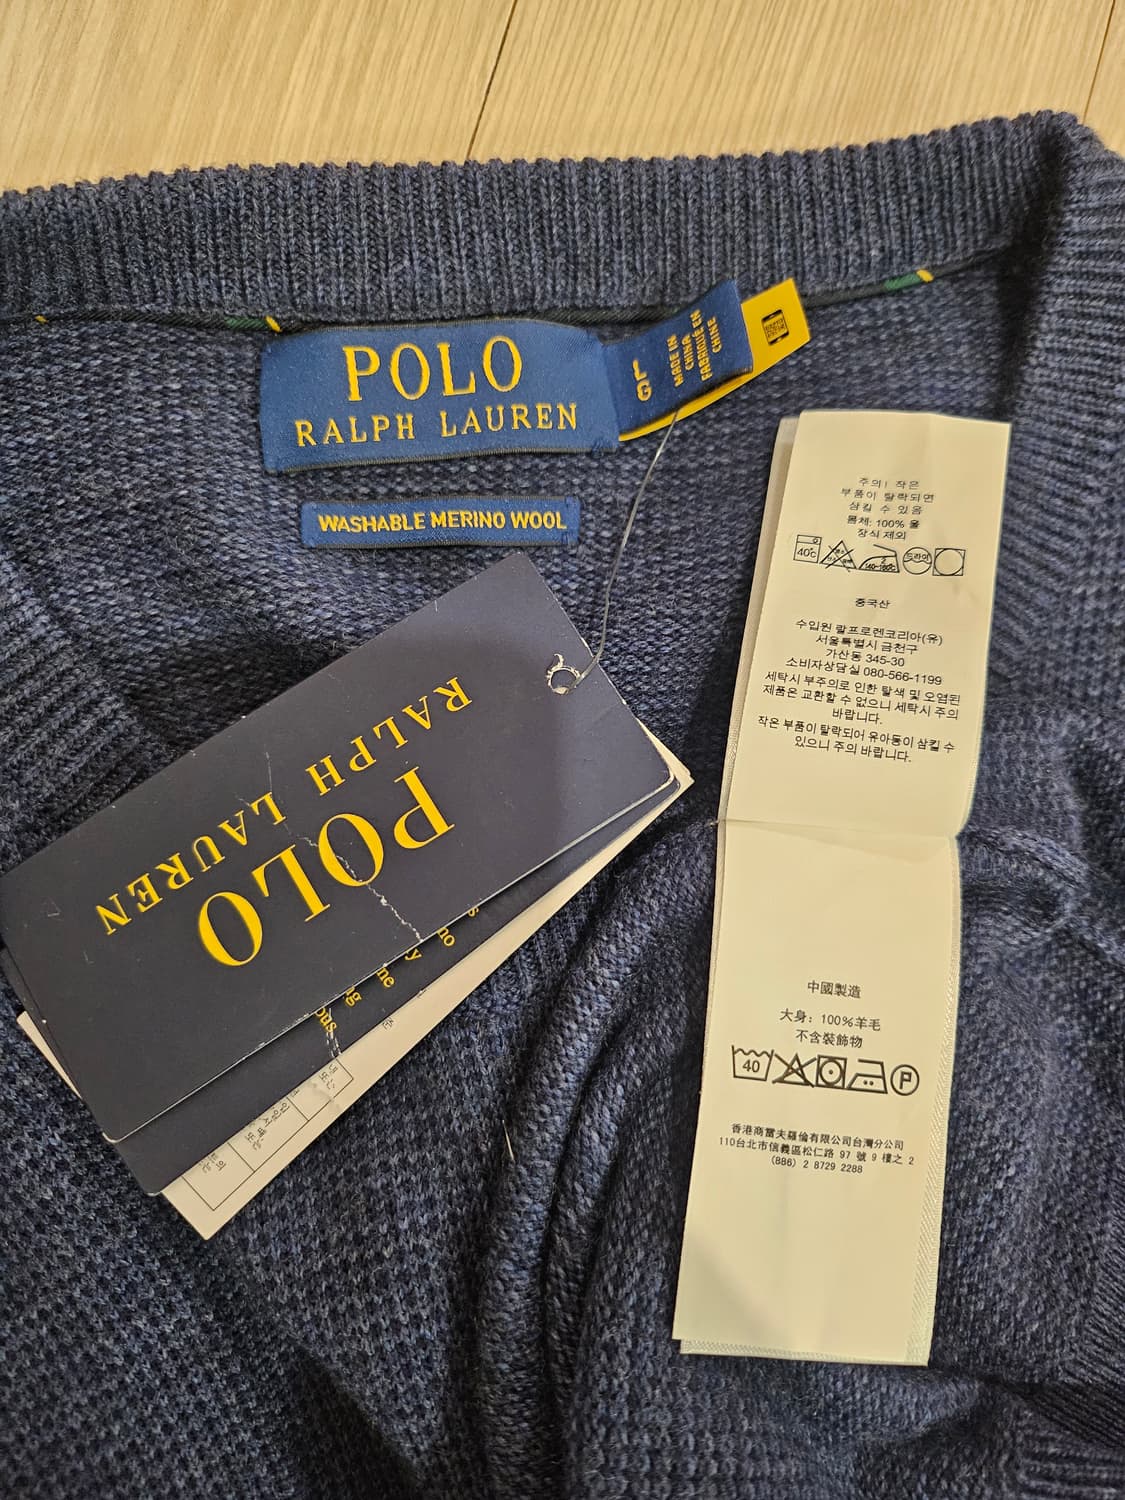 POLO
RALPH LAUREN
L
G
MADE IN
CHINA
FABRIQUÉ EN
CHINE
WASHABLE MERINO WOOL
POLO
RALPH LAUREN
주의! 작은
부품이 탈락되면
삼킬 수 있음
몸체: 100% 울
장식 제외
40℃
140-160℃
드라이
중국산
수입원 랄프로렌코리아(유)
서울특별시 금천구
가산동 345-30
소비자상담실 080-566-1199
세탁시 부주의로 인한 탈색 및 오염된
제품은 교환할 수 없으니 세탁시 주의
바랍니다.
작은 부품이 탈락되어 유아동이 삼킬 수
있으니 주의 바랍니다.
中國製造
大身: 100%羊毛
不含裝飾物
40
P
香港商雷夫羅倫有限公司台灣分公司
110台北市信義區松仁路 97 號 9 樓之 2
(886) 2 8729 2288